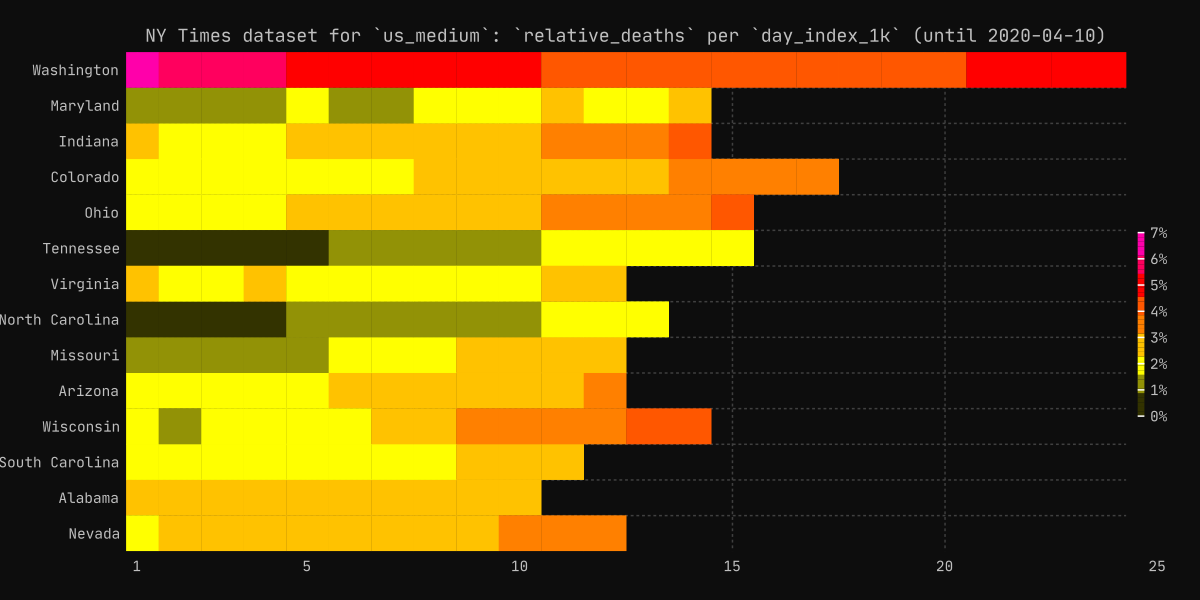 NY Times dataset for `us_medium`: `relative_deaths` per `day_index_1k` (until 2020-04-10)
Washington
Maryland
Indiana
Colorado
Ohio
Tennessee
Virginia
North Carolina
Missouri
Arizona
Wisconsin
South Carolina
Alabama
Nevada
7%
6%
5%
4%
3%
2%
1%
0%
1 5 10 15 20 25